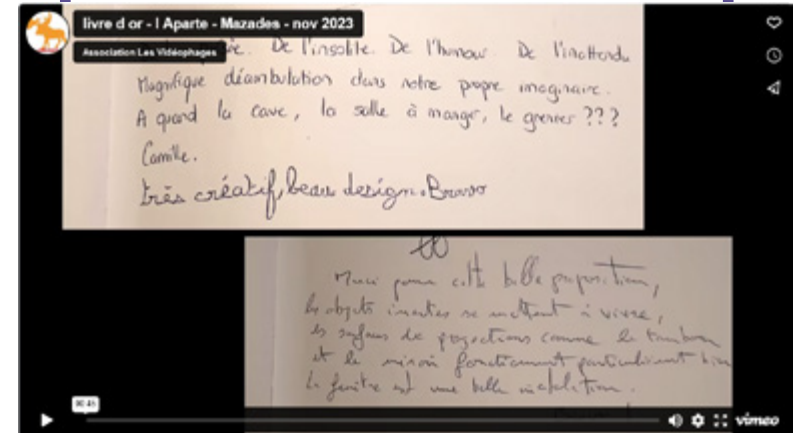 livre d or - l Aparte - Mazades - nov 2023
Association Les Vidéophages
De l'insolite. De l'humour De l'inattendu
Magnifique déambulation dans notre propre imaginaire.
A quand la cave, la salle à manger, le grenier ???
Camille.
très créatif, beau design. Bravo
Merci pour cette belle proposition,
les objets inertes se mettent à vivre,
les surfaces de projections comme le tambour
et le miroir fonctionnent particulièrement bien
la fenêtre est une belle installation.
00:45
vimeo